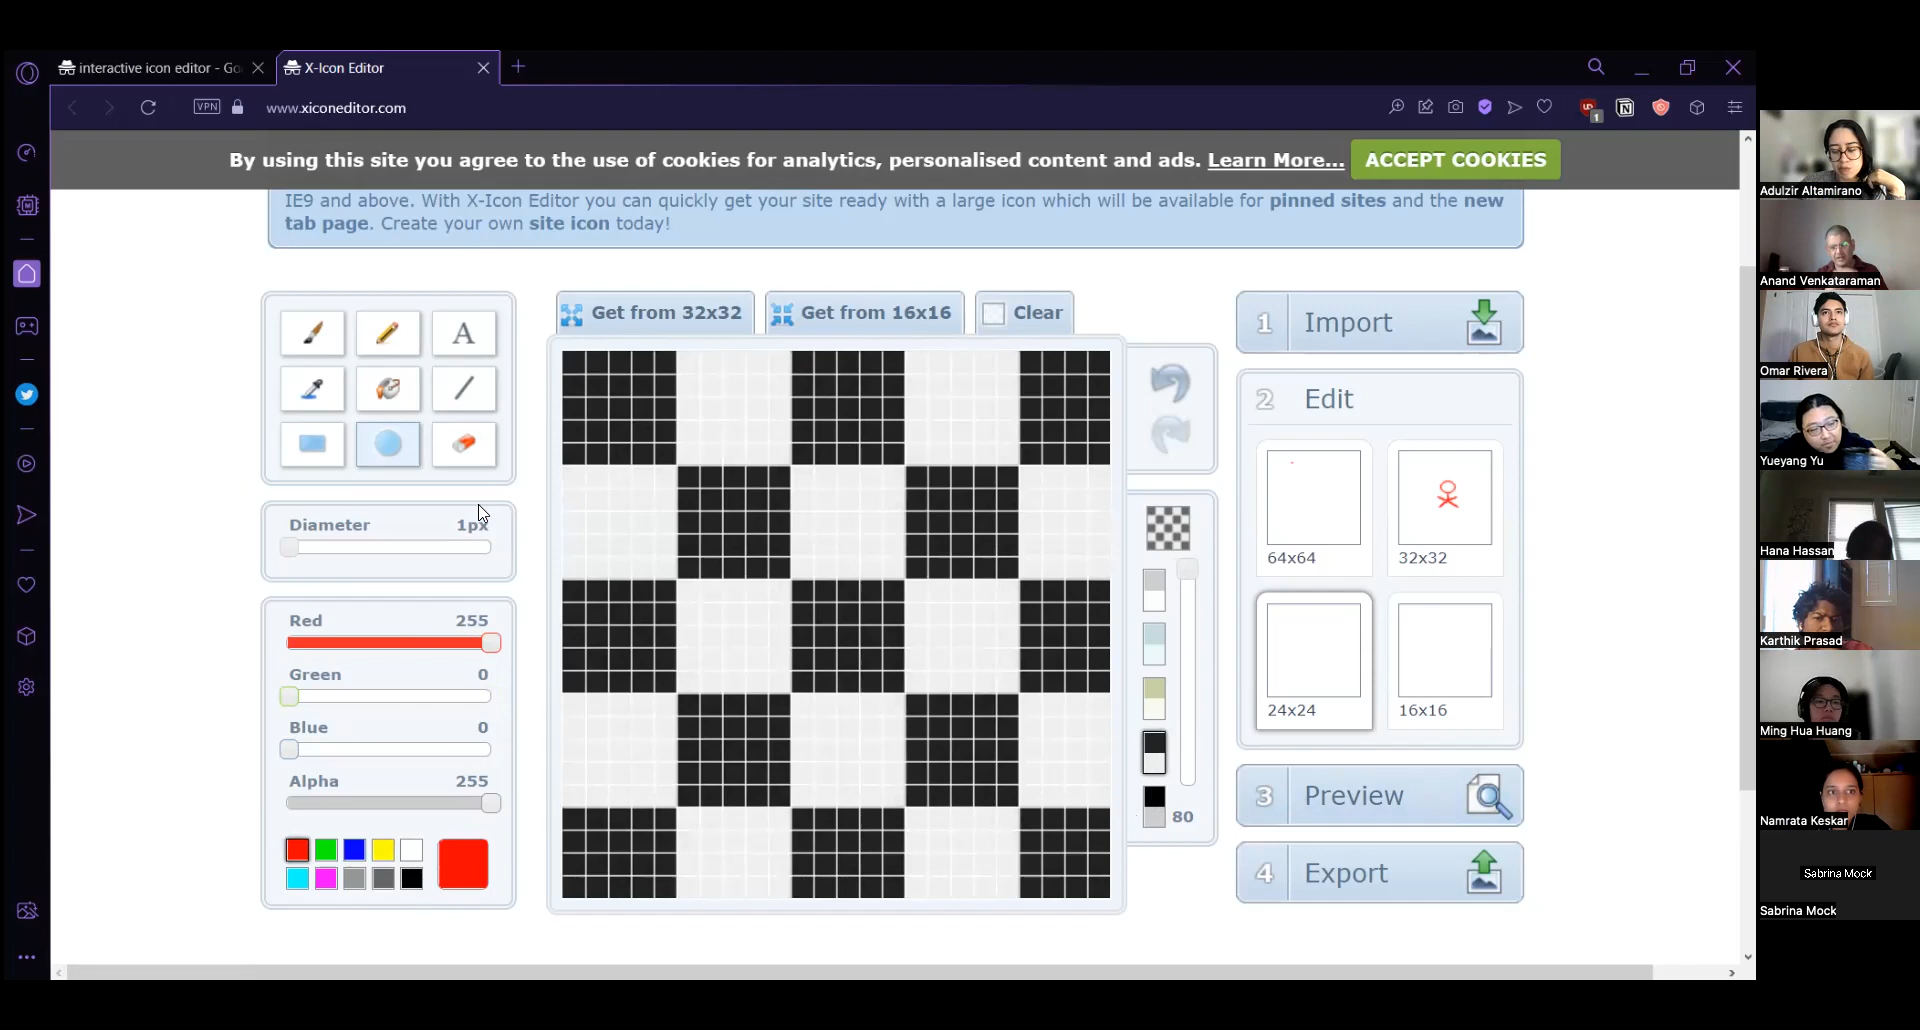 interactive icon editor - Go
X-Icon Editor
VPN
www.xiconeditor.com
1
By using this site you agree to the use of cookies for analytics, personalised content and ads. Learn More... ACCEPT COOKIES
IE9 and above. With X-Icon Editor you can quickly get your site ready with a large icon which will be available for pinned sites and the new
tab page. Create your own site icon today!
A
Diameter 1px
Red 255
Green 0
Blue 0
Alpha 255
Get from 32x32
Get from 16x16
Clear
80
1 Import
2 Edit
64x64
32x32
24x24
16x16
3 Preview
4 Export
Adulzir Altamirano
Anand Venkataraman
Omar Rivera
Yueyang Yu
Hana Hassan
Karthik Prasad
Ming Hua Huang
Namrata Keskar
Sabrina Mock
Sabrina Mock